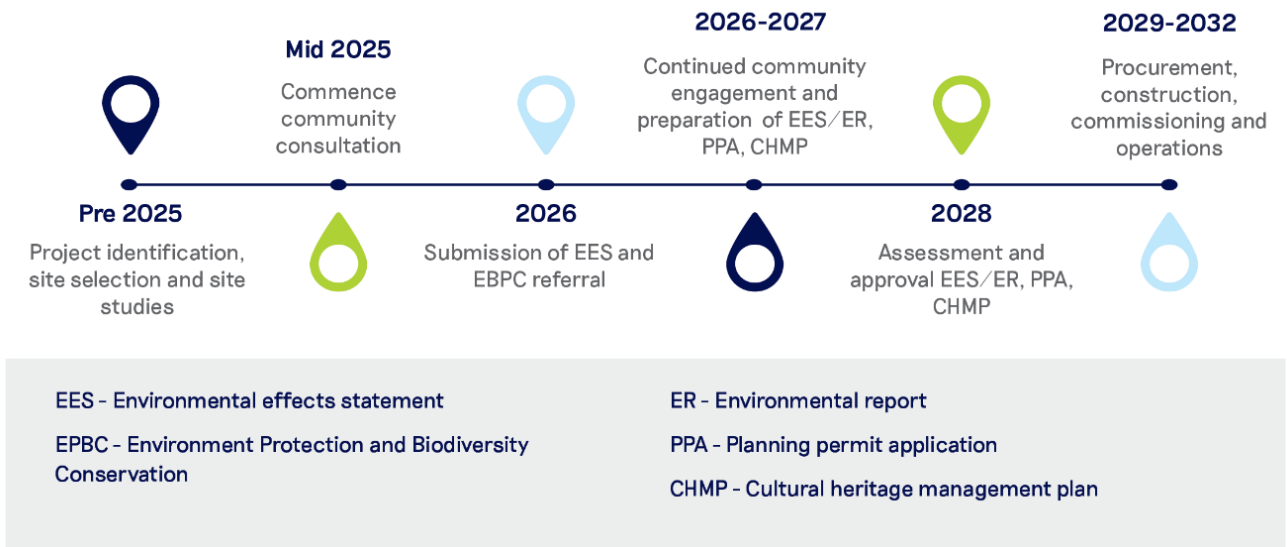 Pre 2025
Project identification,
site selection and site
studies
Mid 2025
Commence
community
consultation
2026
Submission of EES and
EBPC referral
2026-2027
Continued community
engagement and
preparation of EES/ER,
PPA, CHMP
2028
Assessment and
approval EES/ER, PPA,
CHMP
2029-2032
Procurement,
construction,
commissioning and
operations
EES - Environmental effects statement
EPBC - Environment Protection and Biodiversity
Conservation
ER - Environmental report
PPA - Planning permit application
CHMP - Cultural heritage management plan